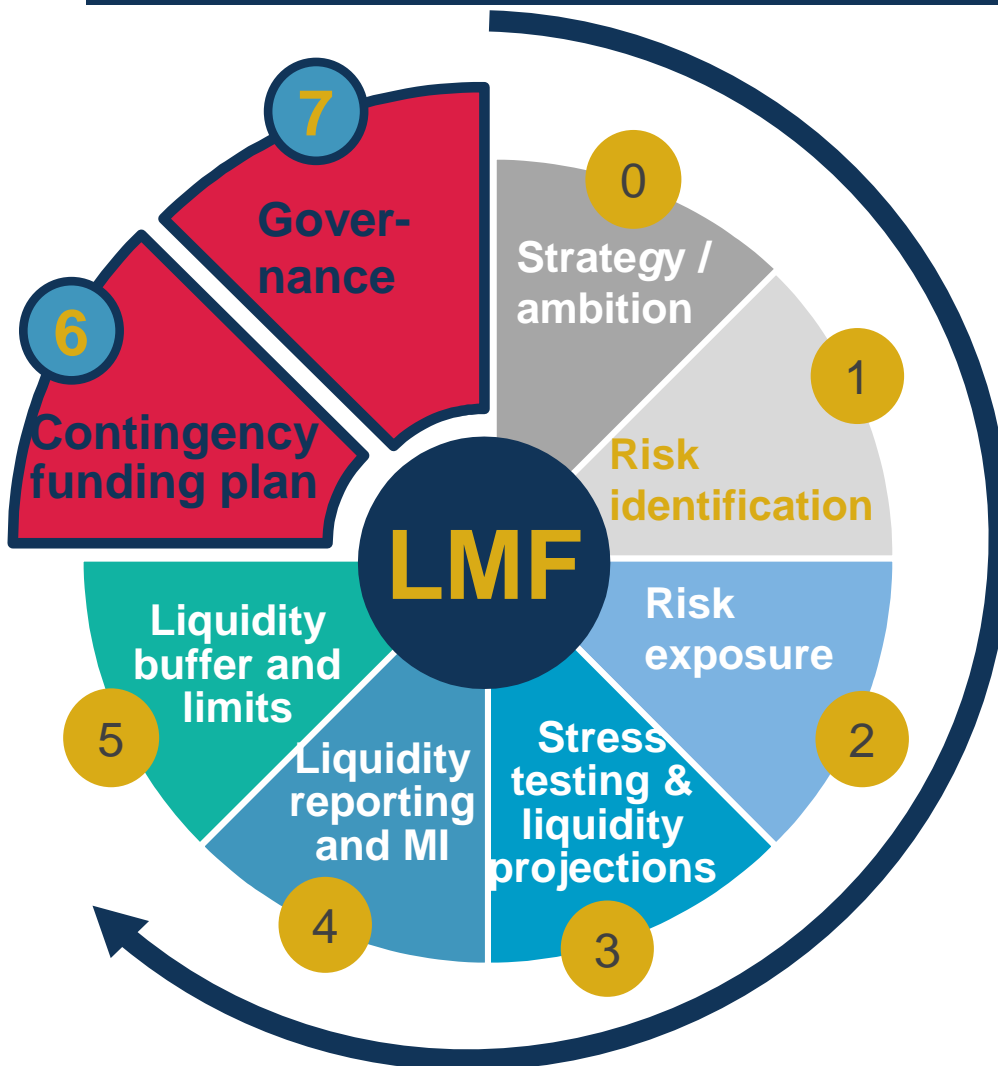 0
Strategy /
ambition
1
Risk
identification
2
Risk
exposure
3
Stress
testing &
liquidity
projections
4
Liquidity
reporting
and MI
5
Liquidity
buffer and
limits
6
Contingency
funding plan
7
Gover-
nance
LMF